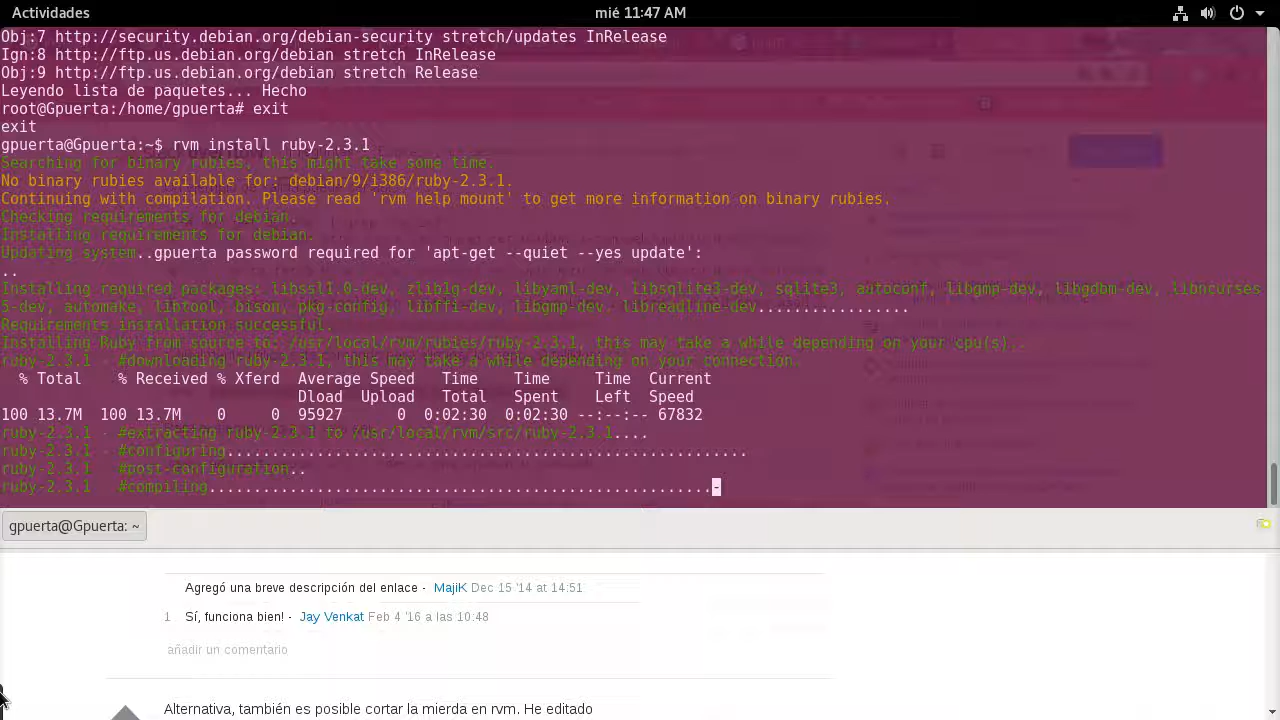 Actividades
mié 11:47 AM
Obj:7 http://security.debian.org/debian-security stretch/updates InRelease
Ign:8 http://ftp.us.debian.org/debian stretch InRelease
Obj:9 http://ftp.us.debian.org/debian stretch Release
Leyendo lista de paquetes... Hecho
root@Gpuerta:/home/gpuerta# exit
exit
gpuerta@Gpuerta:~$ rvm install ruby-2.3.1
Searching for binary rubies, this might take some time.
No binary rubies available for: debian/9/i386/ruby-2.3.1.
Continuing with compilation. Please read 'rvm help mount' to get more information on binary rubies.
Checking requirements for debian.
Installing requirements for debian.
Updating system..gpuerta password required for 'apt-get --quiet --yes update':
..
Installing required packages: libssl1.0-dev, zlib1g-dev, libyaml-dev, libsqlite3-dev, sqlite3, autoconf, libgmp-dev, libgdbm-dev, libncurses
5-dev, automake, libtool, bison, pkg-config, libffi-dev, libgmp-dev, libreadline-dev.................
Requirements installation successful.
Installing Ruby from source to: /usr/local/rvm/rubies/ruby-2.3.1, this may take a while depending on your cpu(s)...
ruby-2.3.1 - #downloading ruby-2.3.1, this may take a while depending on your connection...
% Total % Received % Xferd Average Speed Time Time Time Current
Dload Upload Total Spent Left Speed
100 13.7M 100 13.7M 0 0 95927 0 0:02:30 0:02:30 --:--:-- 67832
ruby-2.3.1 - #extracting ruby-2.3.1 to /usr/local/rvm/src/ruby-2.3.1....
ruby-2.3.1 - #configuring..........................................................
ruby-2.3.1 - #post-configuration..
ruby-2.3.1 - #compiling........................................................-
gpuerta@Gpuerta: ~
Agregó una breve descripción del enlace - MajiK Dec 15 '14 at 14:51
1 Sí, funciona bien! - Jay Venkat Feb 4 '16 a las 10:48
añadir un comentario
Alternativa, también es posible cortar la mierda en rvm. He editado